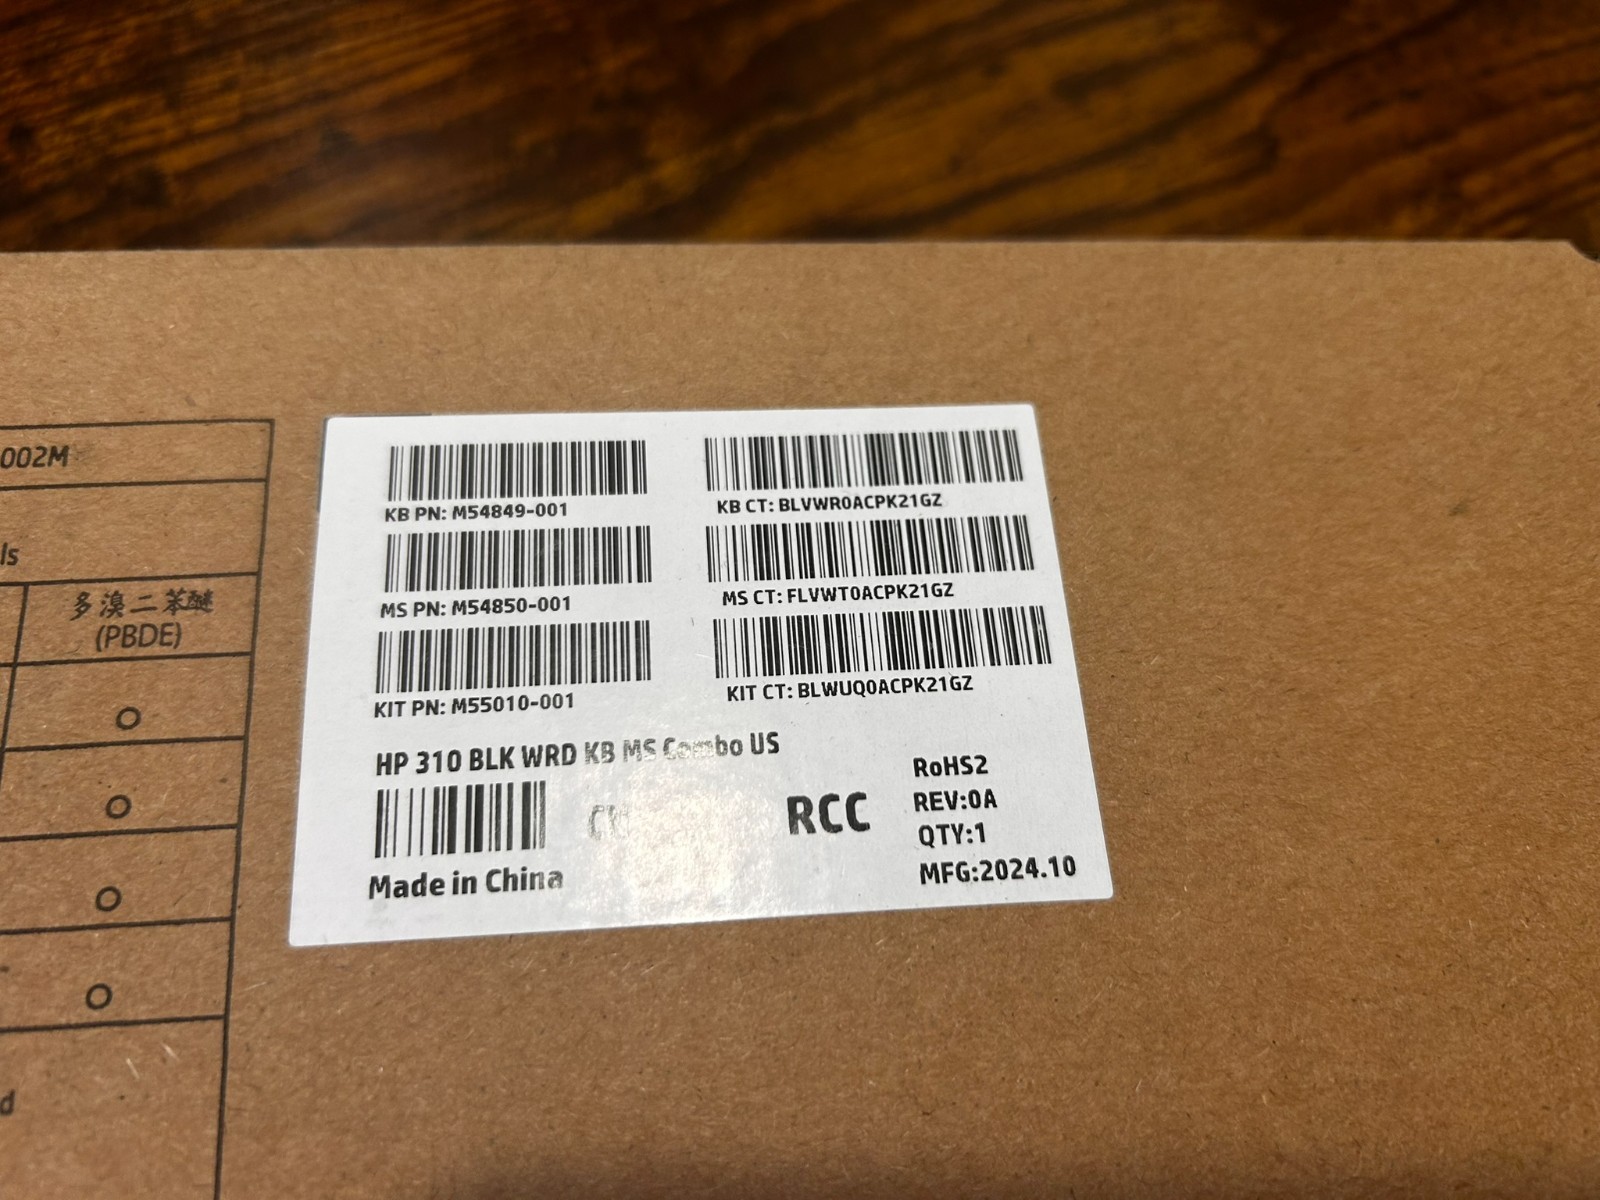 002M
ls
多溴二苯醚
(PBDE)
d
KB PN: M54849-001
KB CT: BLVWR0ACPK21GZ
MS PN: M54850-001
MS CT: FLVWT0ACPK21GZ
KIT PN: M55010-001
KIT CT: BLWUQ0ACPK21GZ
HP 310 BLK WRD KB MS Combo US
RCC
Made in China
RoHS2
REV:0A
QTY:1
MFG:2024.10